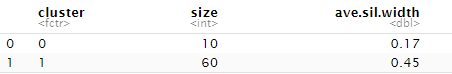 cluster size ave.sil.width
<fctr> <int> <dbl>
0 0 10 0.17
1 1 60 0.45